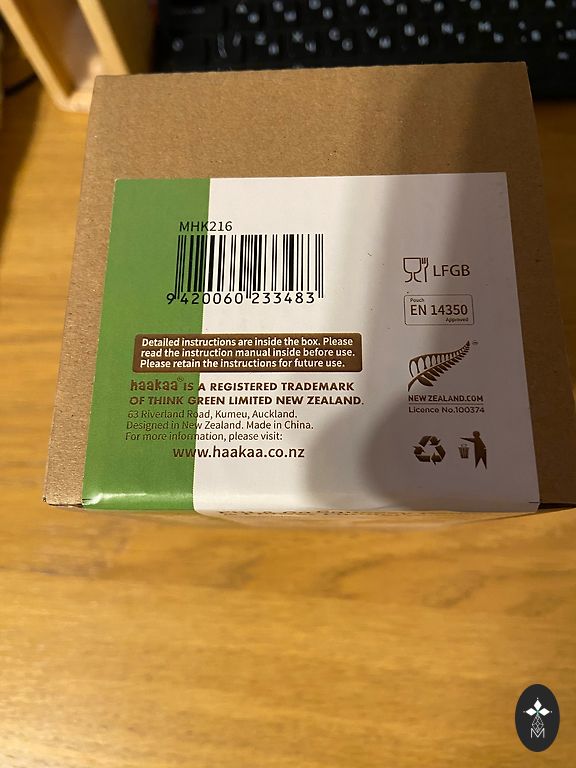 MHK216
9 420060 233483
Detailed instructions are inside the box. Please
read the instruction manual inside before use.
Please retain the instructions for future use.
haakaa® IS A REGISTERED TRADEMARK
OF THINK GREEN LIMITED NEW ZEALAND.
63 Riverland Road, Kumeu, Auckland.
Designed in New Zealand. Made in China.
For more information, please visit:
www.haakaa.co.nz
LFGB
Pouch
EN 14350
Approved
NEWZEALAND.COM
Licence No.100374
M